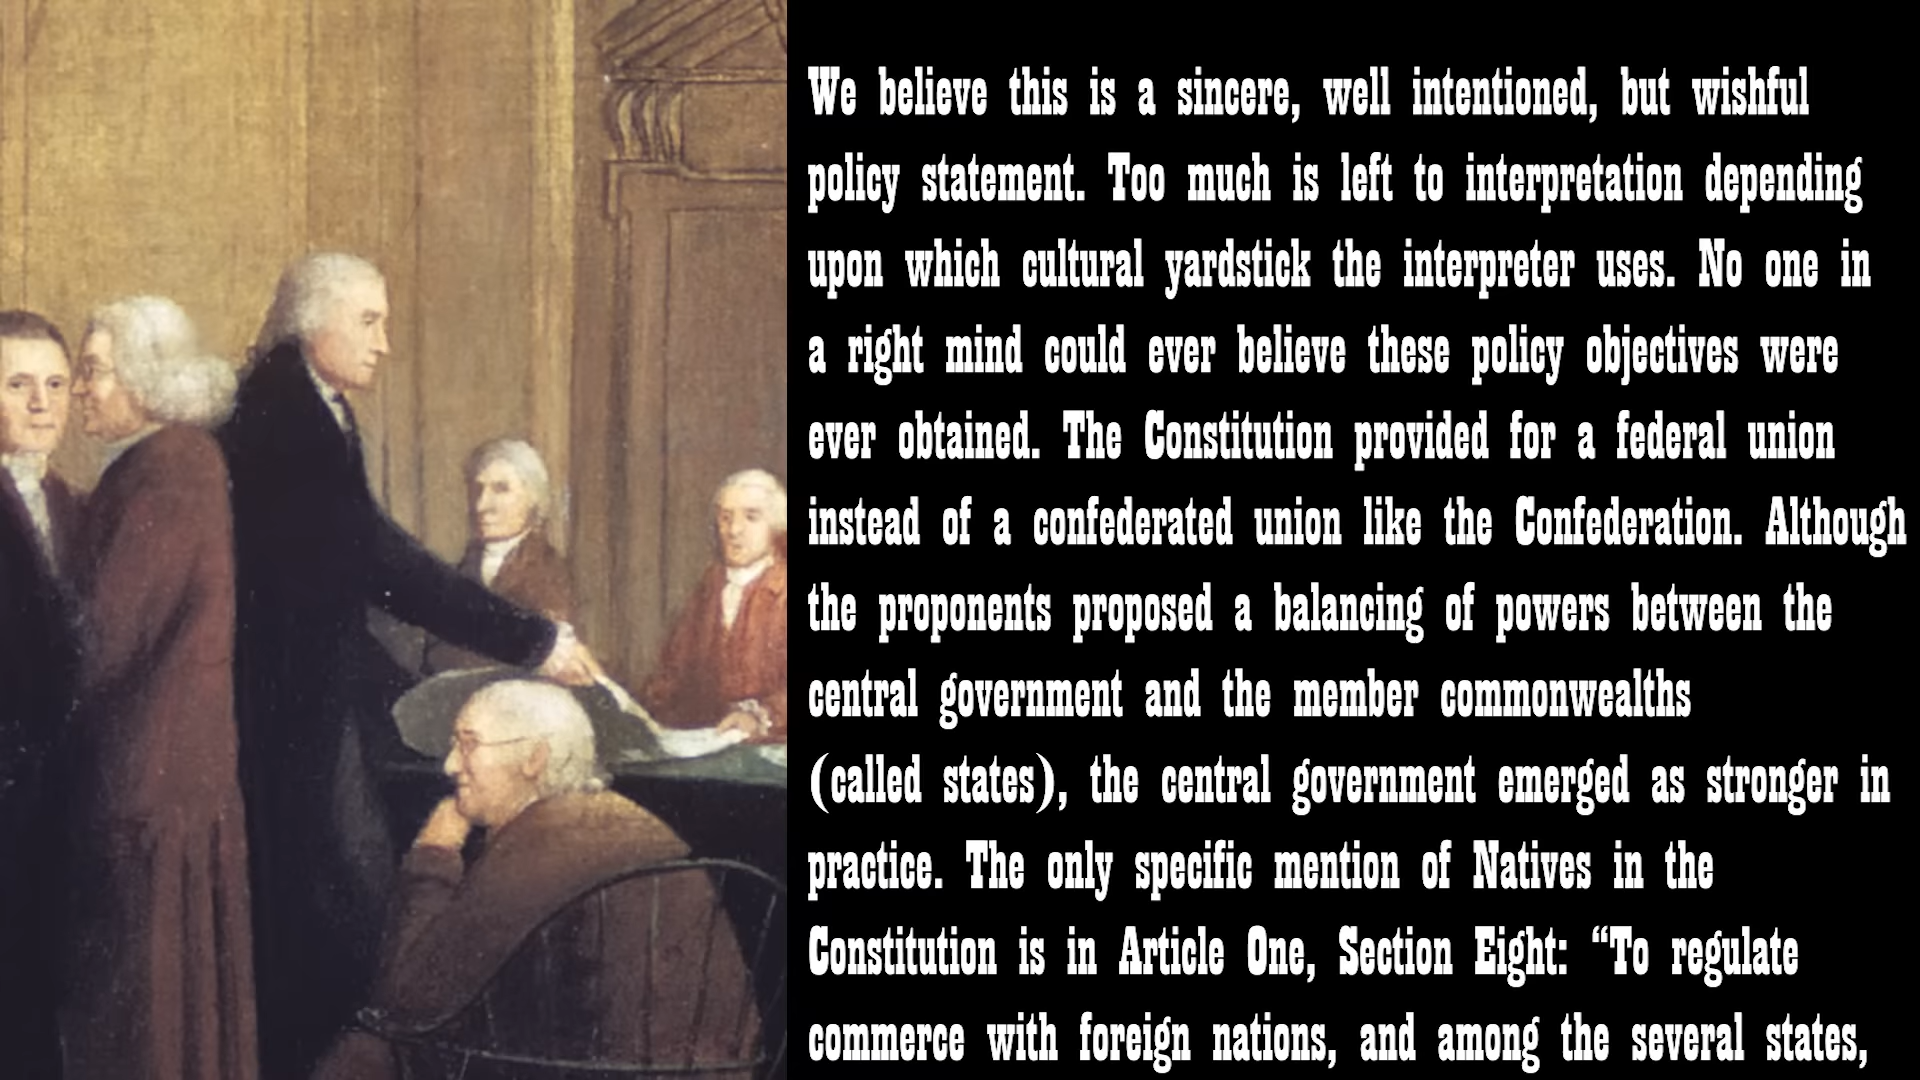 We believe this is a sincere, well intentioned, but wishful
policy statement. Too much is left to interpretation depending
upon which cultural yardstick the interpreter uses. No one in
a right mind could ever believe these policy objectives were
ever obtained. The Constitution provided for a federal union
instead of a confederated union like the Confederation. Although
the proponents proposed a balancing of powers between the
central government and the member commonwealths
(called states), the central government emerged as stronger in
practice. The only specific mention of Natives in the
Constitution is in Article One, Section Eight: “To regulate
commerce with foreign nations, and among the several states,